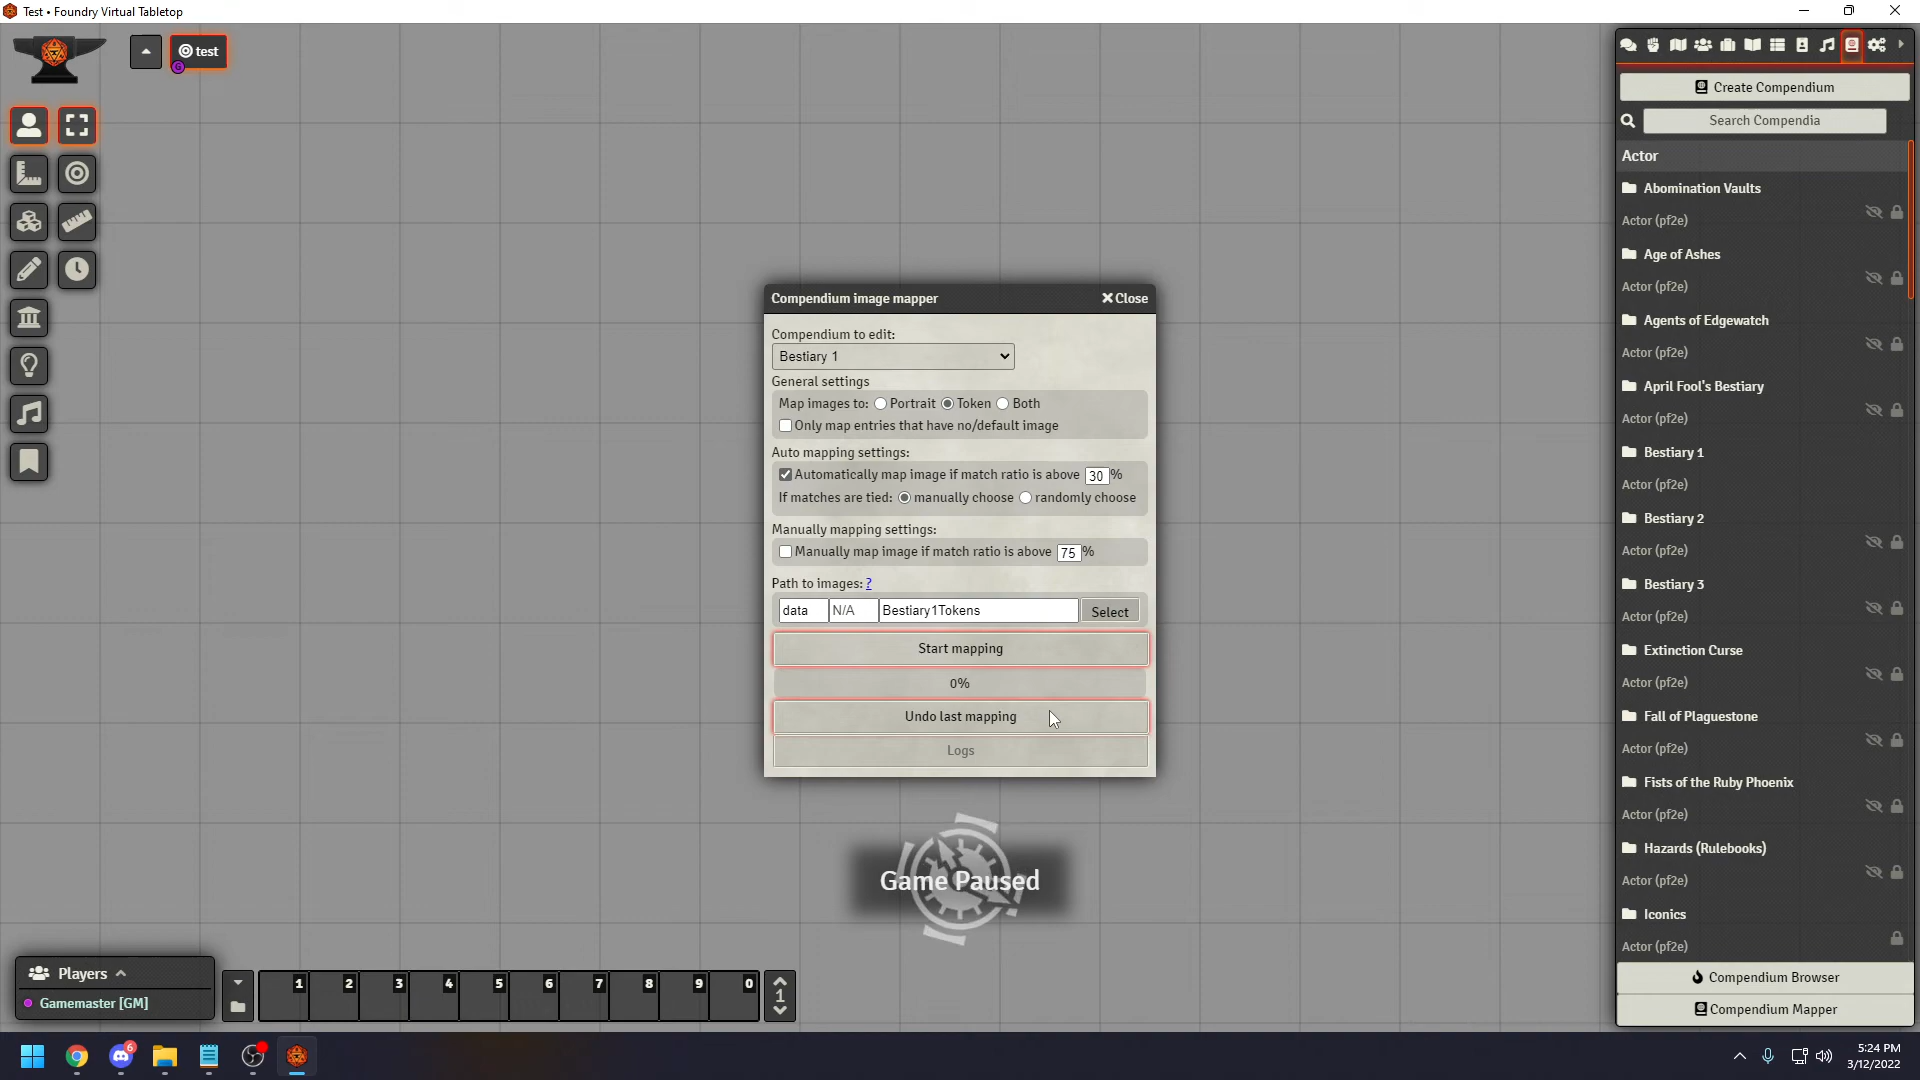 Test • Foundry Virtual Tabletop
test
G
Create Compendium
Search Compendia
Actor
Abomination Vaults
Actor (pf2e)
Age of Ashes
Actor (pf2e)
Agents of Edgewatch
Actor (pf2e)
April Fool's Bestiary
Actor (pf2e)
Bestiary 1
Actor (pf2e)
Bestiary 2
Actor (pf2e)
Bestiary 3
Actor (pf2e)
Extinction Curse
Actor (pf2e)
Fall of Plaguestone
Actor (pf2e)
Fists of the Ruby Phoenix
Actor (pf2e)
Hazards (Rulebooks)
Actor (pf2e)
Iconics
Actor (pf2e)
Compendium Browser
Compendium Mapper
Compendium image mapper
Close
Compendium to edit:
Bestiary 1
General settings
Map images to: Portrait Token Both
Only map entries that have no/default image
Auto mapping settings:
Automatically map image if match ratio is above 30 %
If matches are tied: manually choose randomly choose
Manually mapping settings:
Manually map image if match ratio is above 75 %
Path to images: ?
data N/A Bestiary1Tokens Select
Start mapping
0%
Undo last mapping
Logs
Game Paused
Players
Gamemaster [GM]
1 2 3 4 5 6 7 8 9 0
1
6
5:24 PM
3/12/2022